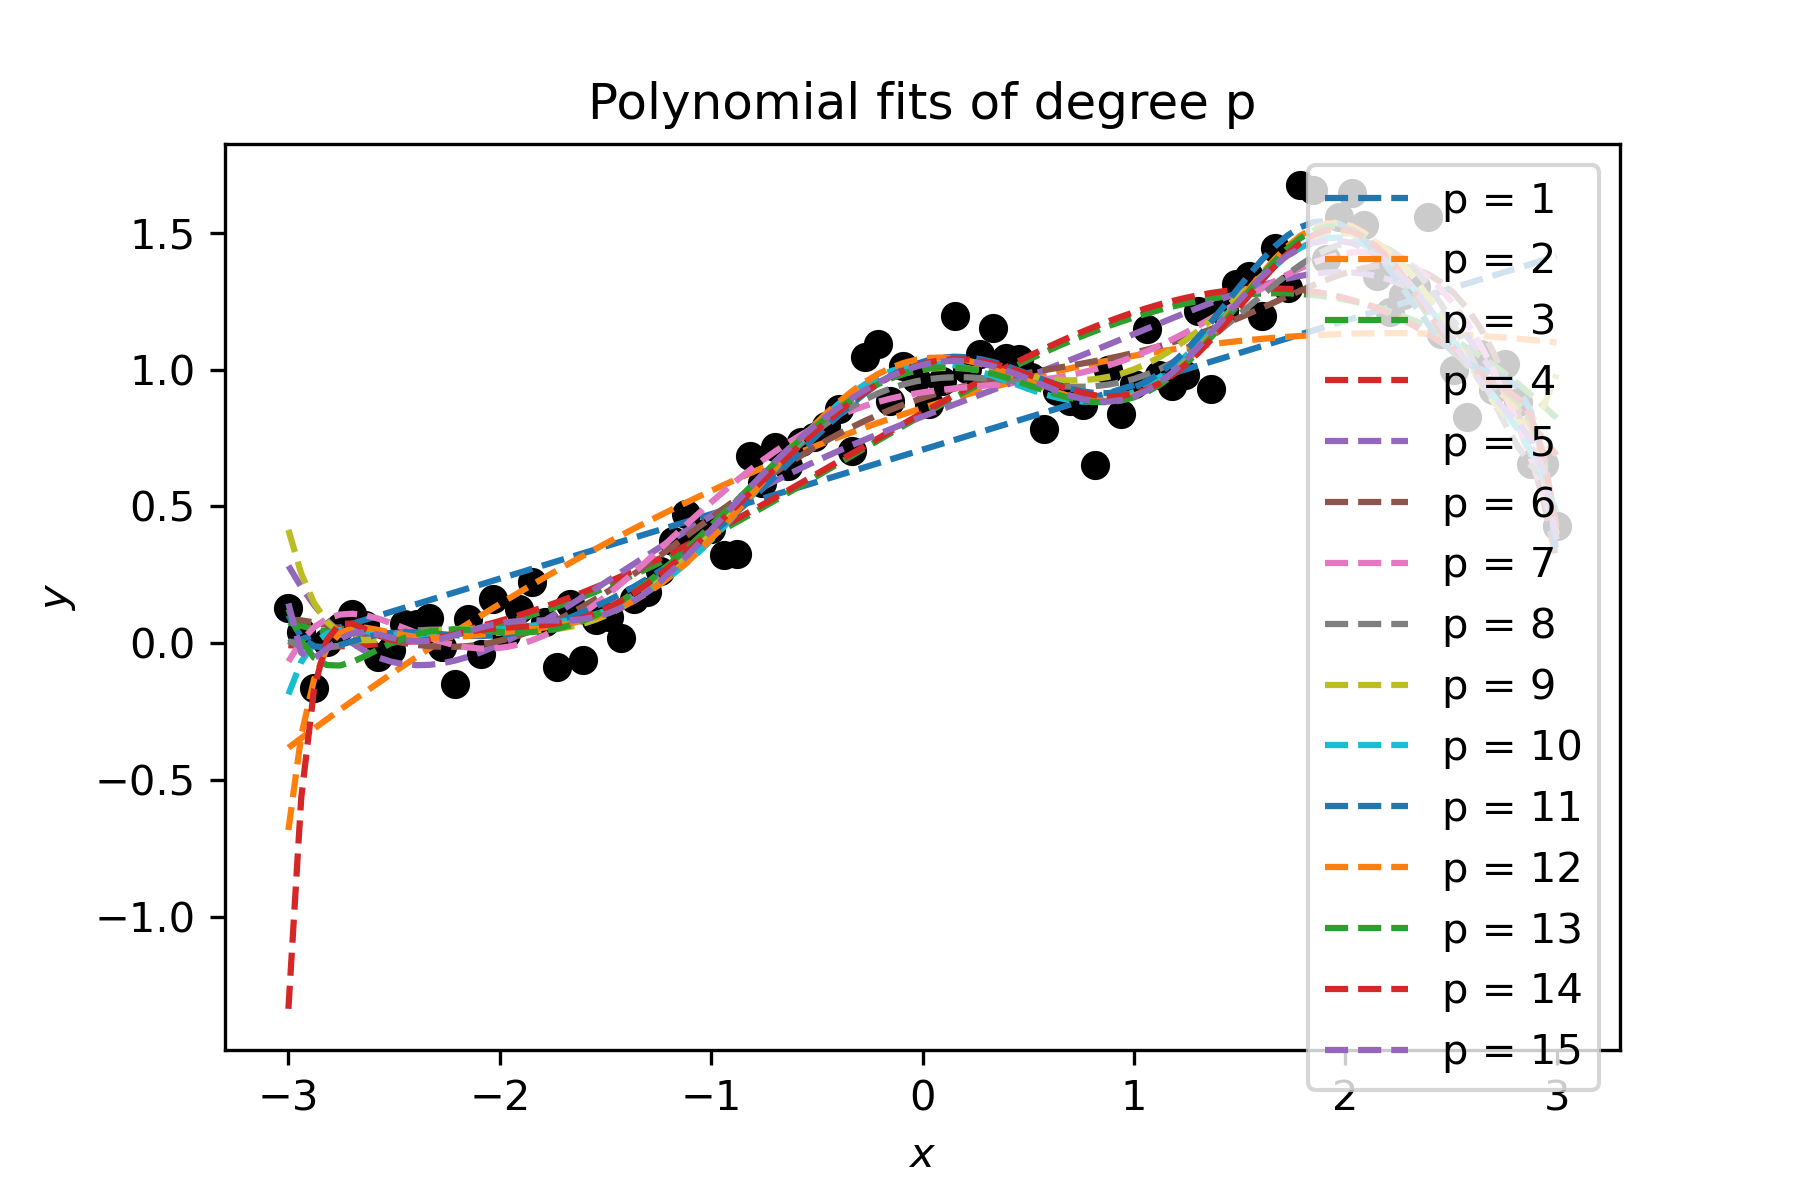 Polynomial fits of degree p
1.5
1.0
0.5
0.0
−0.5
−1.0
y
−3
−2
−1
0
1
2
3
x
p = 1
p = 2
p = 3
p = 4
p = 5
p = 6
p = 7
p = 8
p = 9
p = 10
p = 11
p = 12
p = 13
p = 14
p = 15